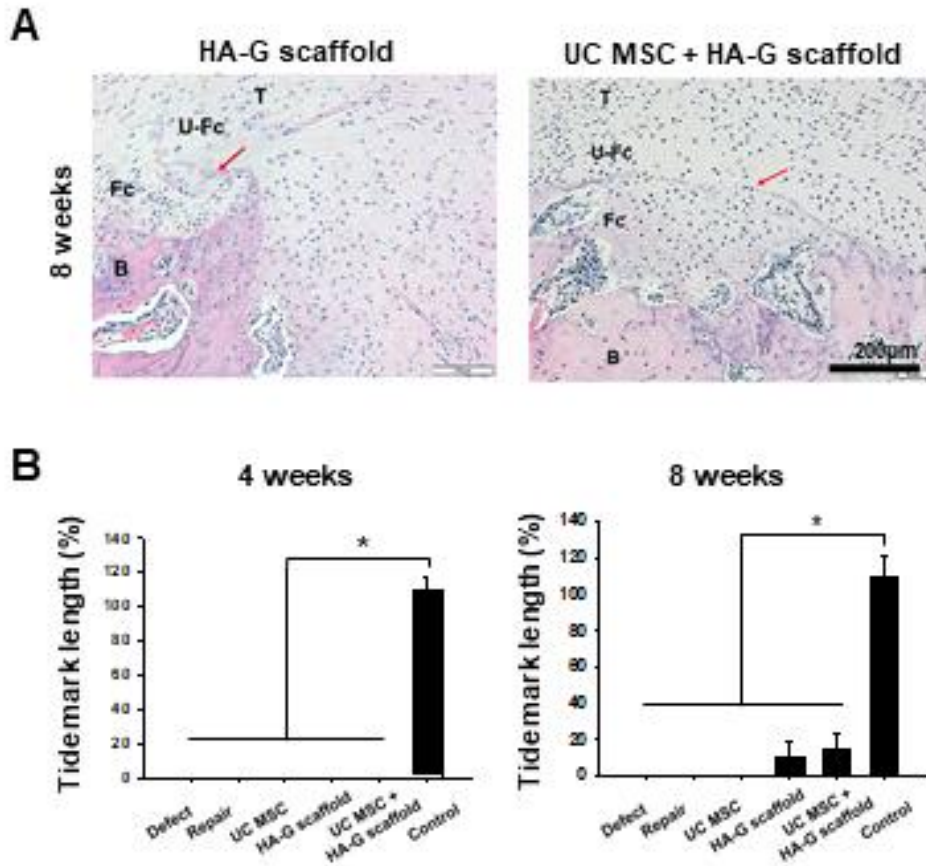 A
HA-G scaffold
UC MSC + HA-G scaffold
8 weeks
T
U-Fc
Fc
B
T
U-Fc
Fc
B
200µm
B
4 weeks
Tidemark length (%)
140
120
100
80
60
40
20
0
*
Defect
Repair
UC MSC
HA-G scaffold
UC MSC +
HA-G scaffold
Control
8 weeks
Tidemark length (%)
140
120
100
80
60
40
20
0
*
Defect
Repair
UC MSC
HA-G scaffold
UC MSC +
HA-G scaffold
Control